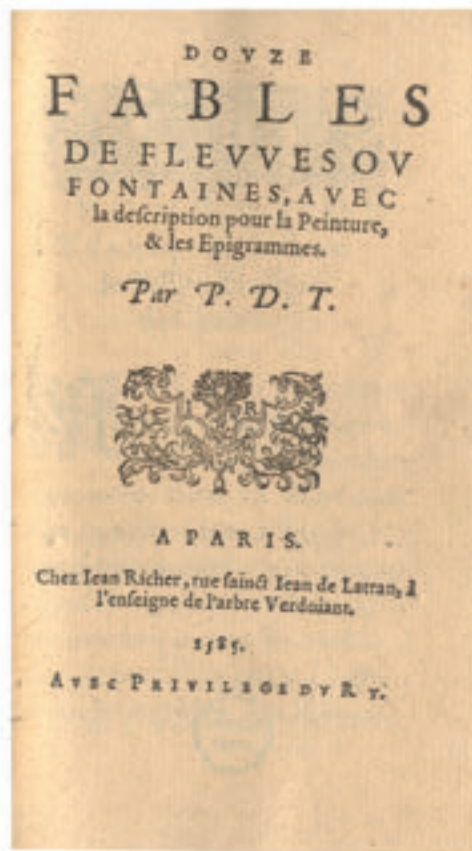 DOVZE
FABLES
DE FLEVVES OV
FONTAINES, AVEC
la deſcription pour la Peinture,
& les Epigrammes.
Par P. D. T.
I R
A PARIS.
Chez Iean Richer, rue ſainct Iean de Latran, à
l'enſeigne de l'arbre Verdoiant.
1585.
AVEC PRIVILEGE DV RY.